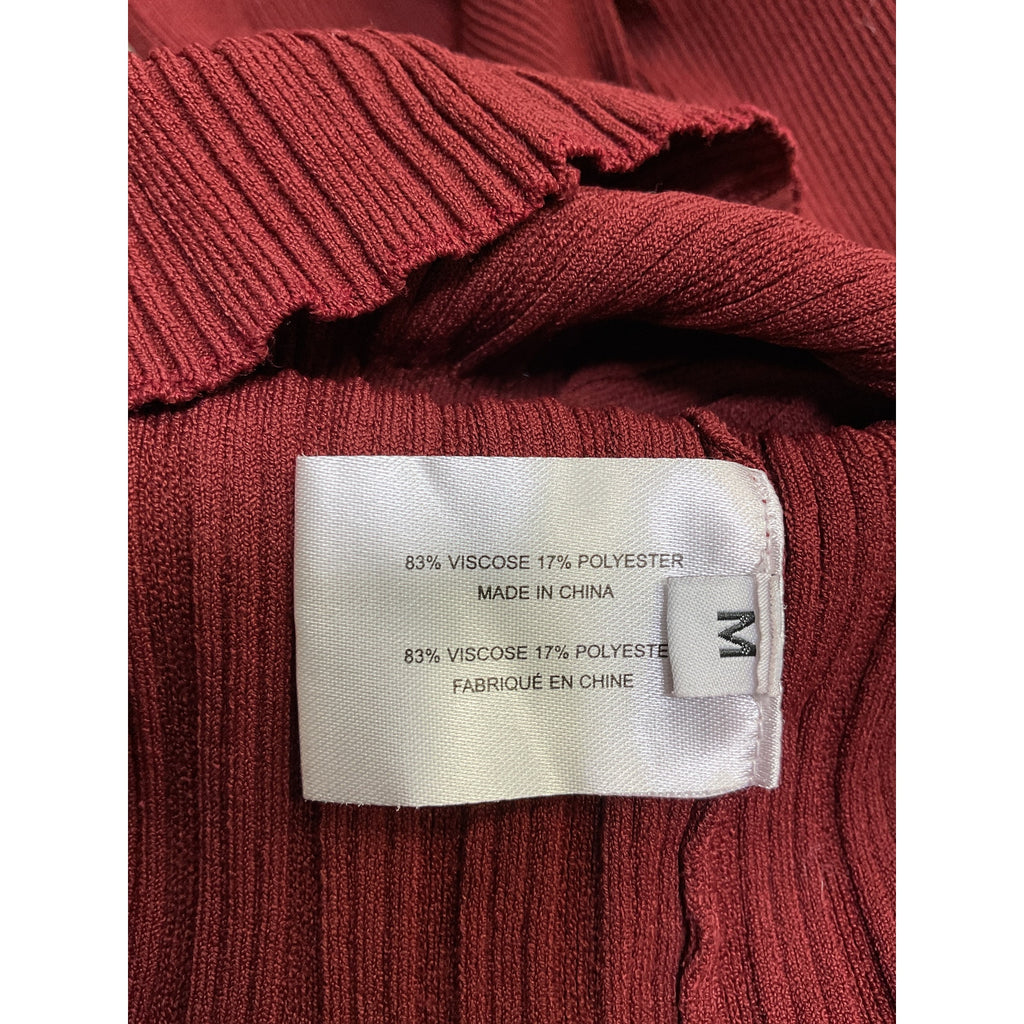 83% VISCOSE 17% POLYESTER
MADE IN CHINA
83% VISCOSE 17% POLYESTE
FABRIQUÉ EN CHINE
M